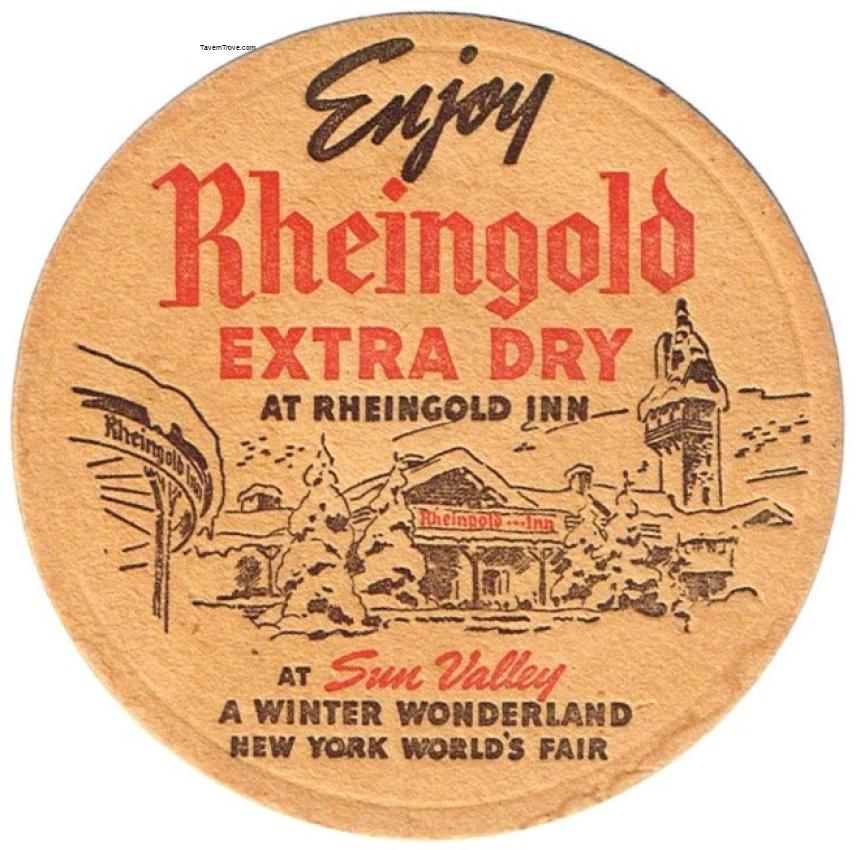 TavernTrove.com
Enjoy
Rheingold
EXTRA DRY
AT RHEINGOLD INN
Rheingold Inn
Rheingold ... Inn
AT Sun Valley
A WINTER WONDERLAND
NEW YORK WORLD'S FAIR